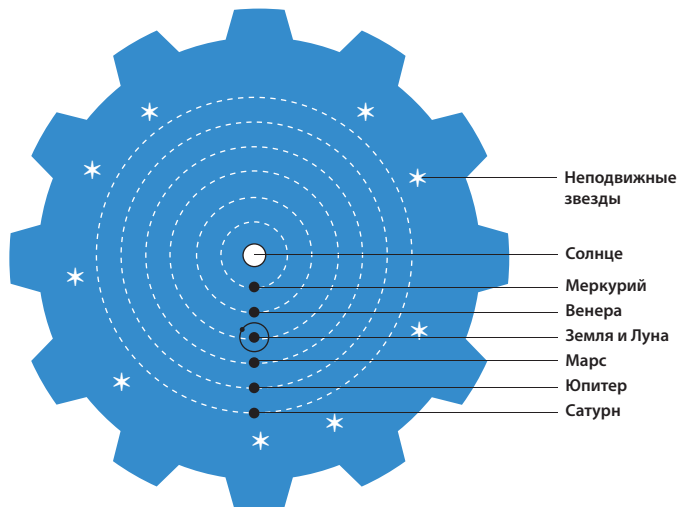 Неподвижные
звезды
Солнце
Меркурий
Венера
Земля и Луна
Марс
Юпитер
Сатурн